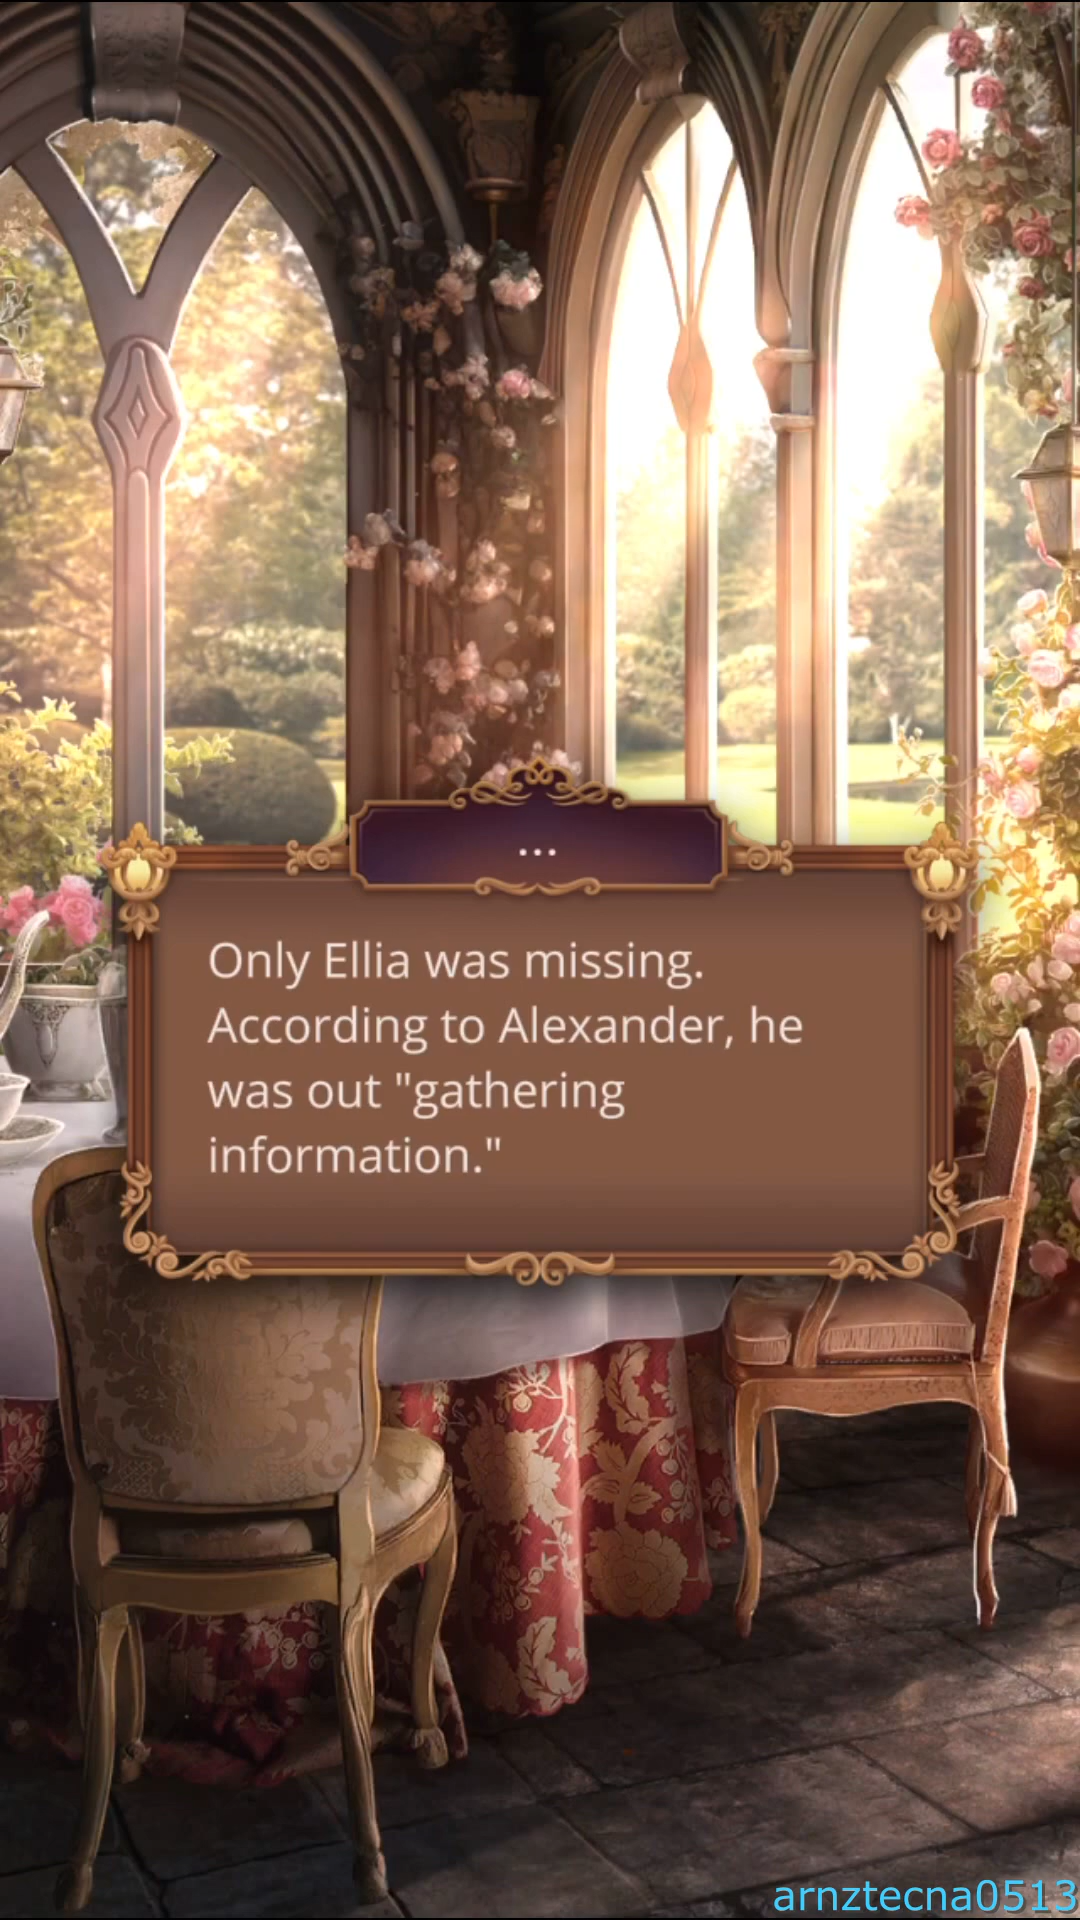 ...
Only Ellia was missing.
According to Alexander, he
was out "gathering
information."
arnztecna0513